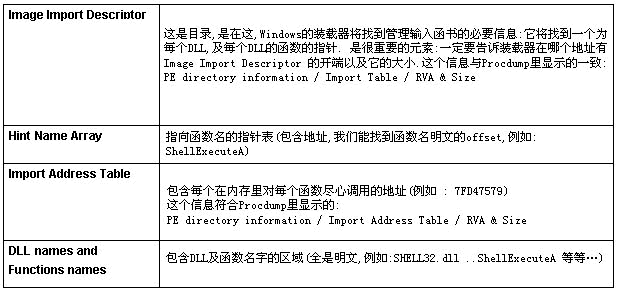 Image Import Descriptor
这是目录,是在这,Windows的装载器将找到管理输入函书的必要信息:它将找到一个为
每个DLL,及每个DLL的函数的指针. 是很重要的元素:一定要告诉装载器在哪个地址有
Image Import Descriptor 的开端以及它的大小.这个信息与Procdump里显示的一致:
PE directory information / Import Table / RVA & Size
Hint Name Array
指向函数名的指针表(包含地址,我们能找到函数名明文的offset,例如:
ShellExecuteA)
Import Address Table
包含每个在内存里对每个函数尽心调用的地址(例如 : 7FD47579)
这个信息符合Procdump里显示的:
PE directory information / Import Address Table / RVA & Size
DLL names and
Functions names
包含DLL及函数名字的区域(全是明文,例如:SHELL32.dll ..ShellExecuteA 等等…)